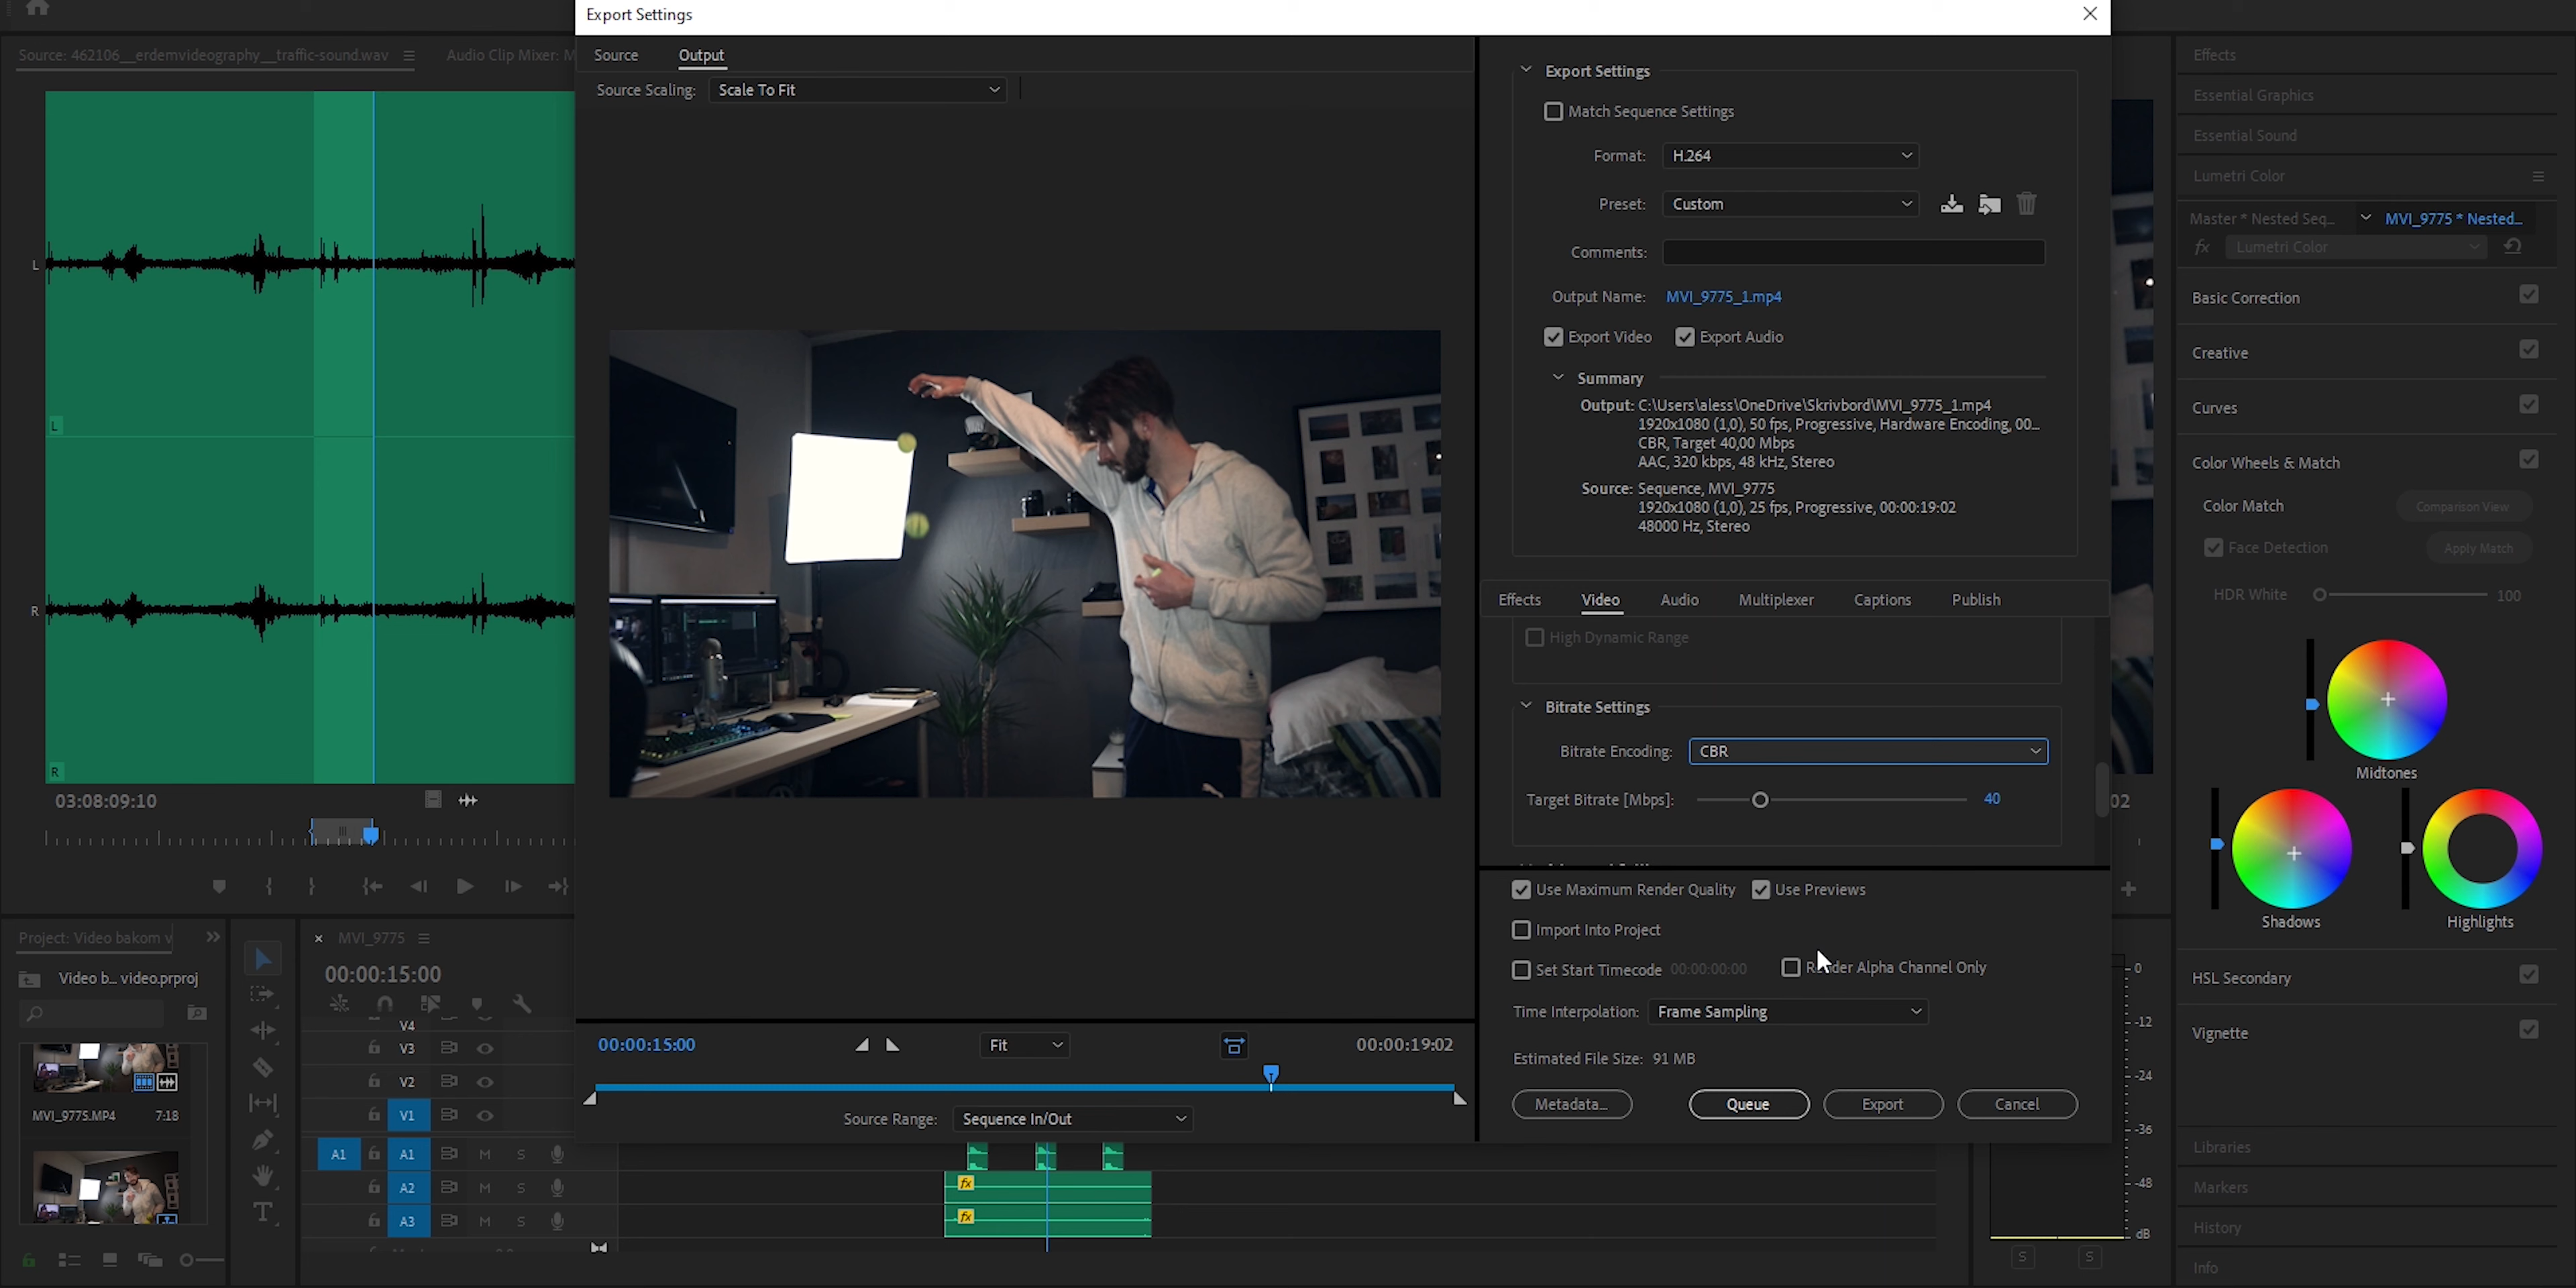 Export Settings
Source: 462106__erdemvideography__traffic-sound.wav
Audio Clip Mixer: M
L
L
R
R
03:08:09:10
Source
Output
Source Scaling: Scale To Fit
Export Settings
Match Sequence Settings
Format: H.264
Preset: Custom
Comments:
Output Name: MVI_9775_1.mp4
Export Video
Export Audio
Summary
Output: C:\Users\aless\OneDrive\Skrivbord\MVI_9775_1.mp4
1920x1080 (1,0), 50 fps, Progressive, Hardware Encoding, 00...
CBR, Target 40,00 Mbps
AAC, 320 kbps, 48 kHz, Stereo
Source: Sequence, MVI_9775
1920x1080 (1,0), 25 fps, Progressive, 00:00:19:02
48000 Hz, Stereo
Effects
Video
Audio
Multiplexer
Captions
Publish
High Dynamic Range
Bitrate Settings
Bitrate Encoding: CBR
Target Bitrate [Mbps]: 40
Use Maximum Render Quality
Use Previews
Import Into Project
Set Start Timecode 00:00:00:00
Alpha Channel Only
Time Interpolation: Frame Sampling
Estimated File Size: 91 MB
Metadata...
Queue
Export
Cancel
00:00:15:00
Fit
00:00:19:02
Source Range: Sequence In/Out
Project: Video bakom v
Video b... video.prproj
MVI_9775.MP4 7:18
× MVI_9775
00:00:15:00
V4
V3
V2
V1
A1 A1 M S
A2 M S
A3 M S
fx
fx
02
0
-12
-24
-36
-48
dB
S
S
Effects
Essential Graphics
Essential Sound
Lumetri Color
Master * Nested Seq...
MVI_9775 * Nested...
fx Lumetri Color
Basic Correction
Creative
Curves
Color Wheels & Match
Color Match
Comparison View
Face Detection
Apply Match
HDR White 100
Midtones
Shadows
Highlights
HSL Secondary
Vignette
Libraries
Markers
History
Info